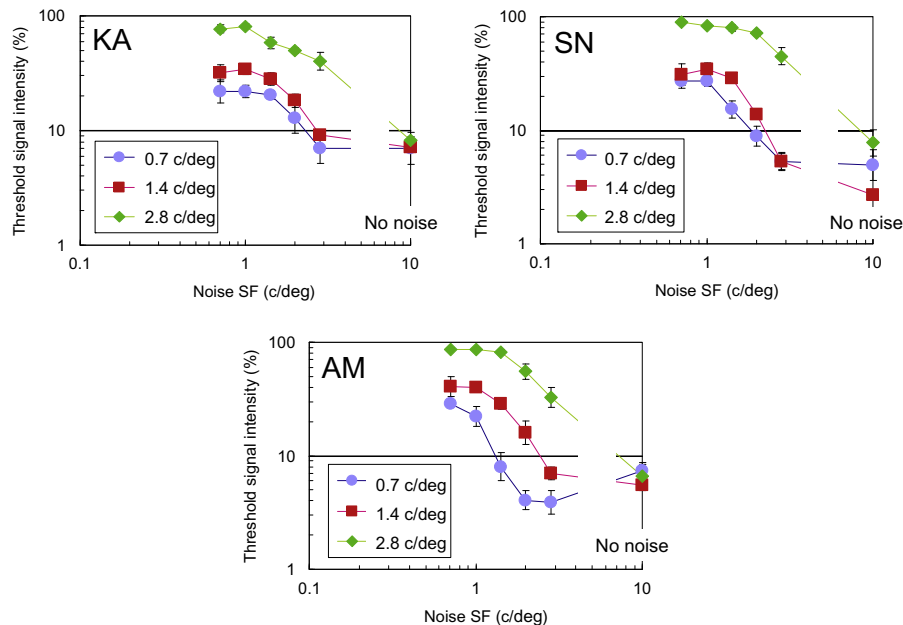 KA
Threshold signal intensity (%)
100
10
1
0.1
1
10
0.7 c/deg
1.4 c/deg
2.8 c/deg
No noise
Noise SF (c/deg)
SN
Threshold signal intensity (%)
100
10
1
0.1
1
10
0.7 c/deg
1.4 c/deg
2.8 c/deg
No noise
Noise SF (c/deg)
AM
Threshold signal intensity (%)
100
10
1
0.1
1
10
0.7 c/deg
1.4 c/deg
2.8 c/deg
No noise
Noise SF (c/deg)